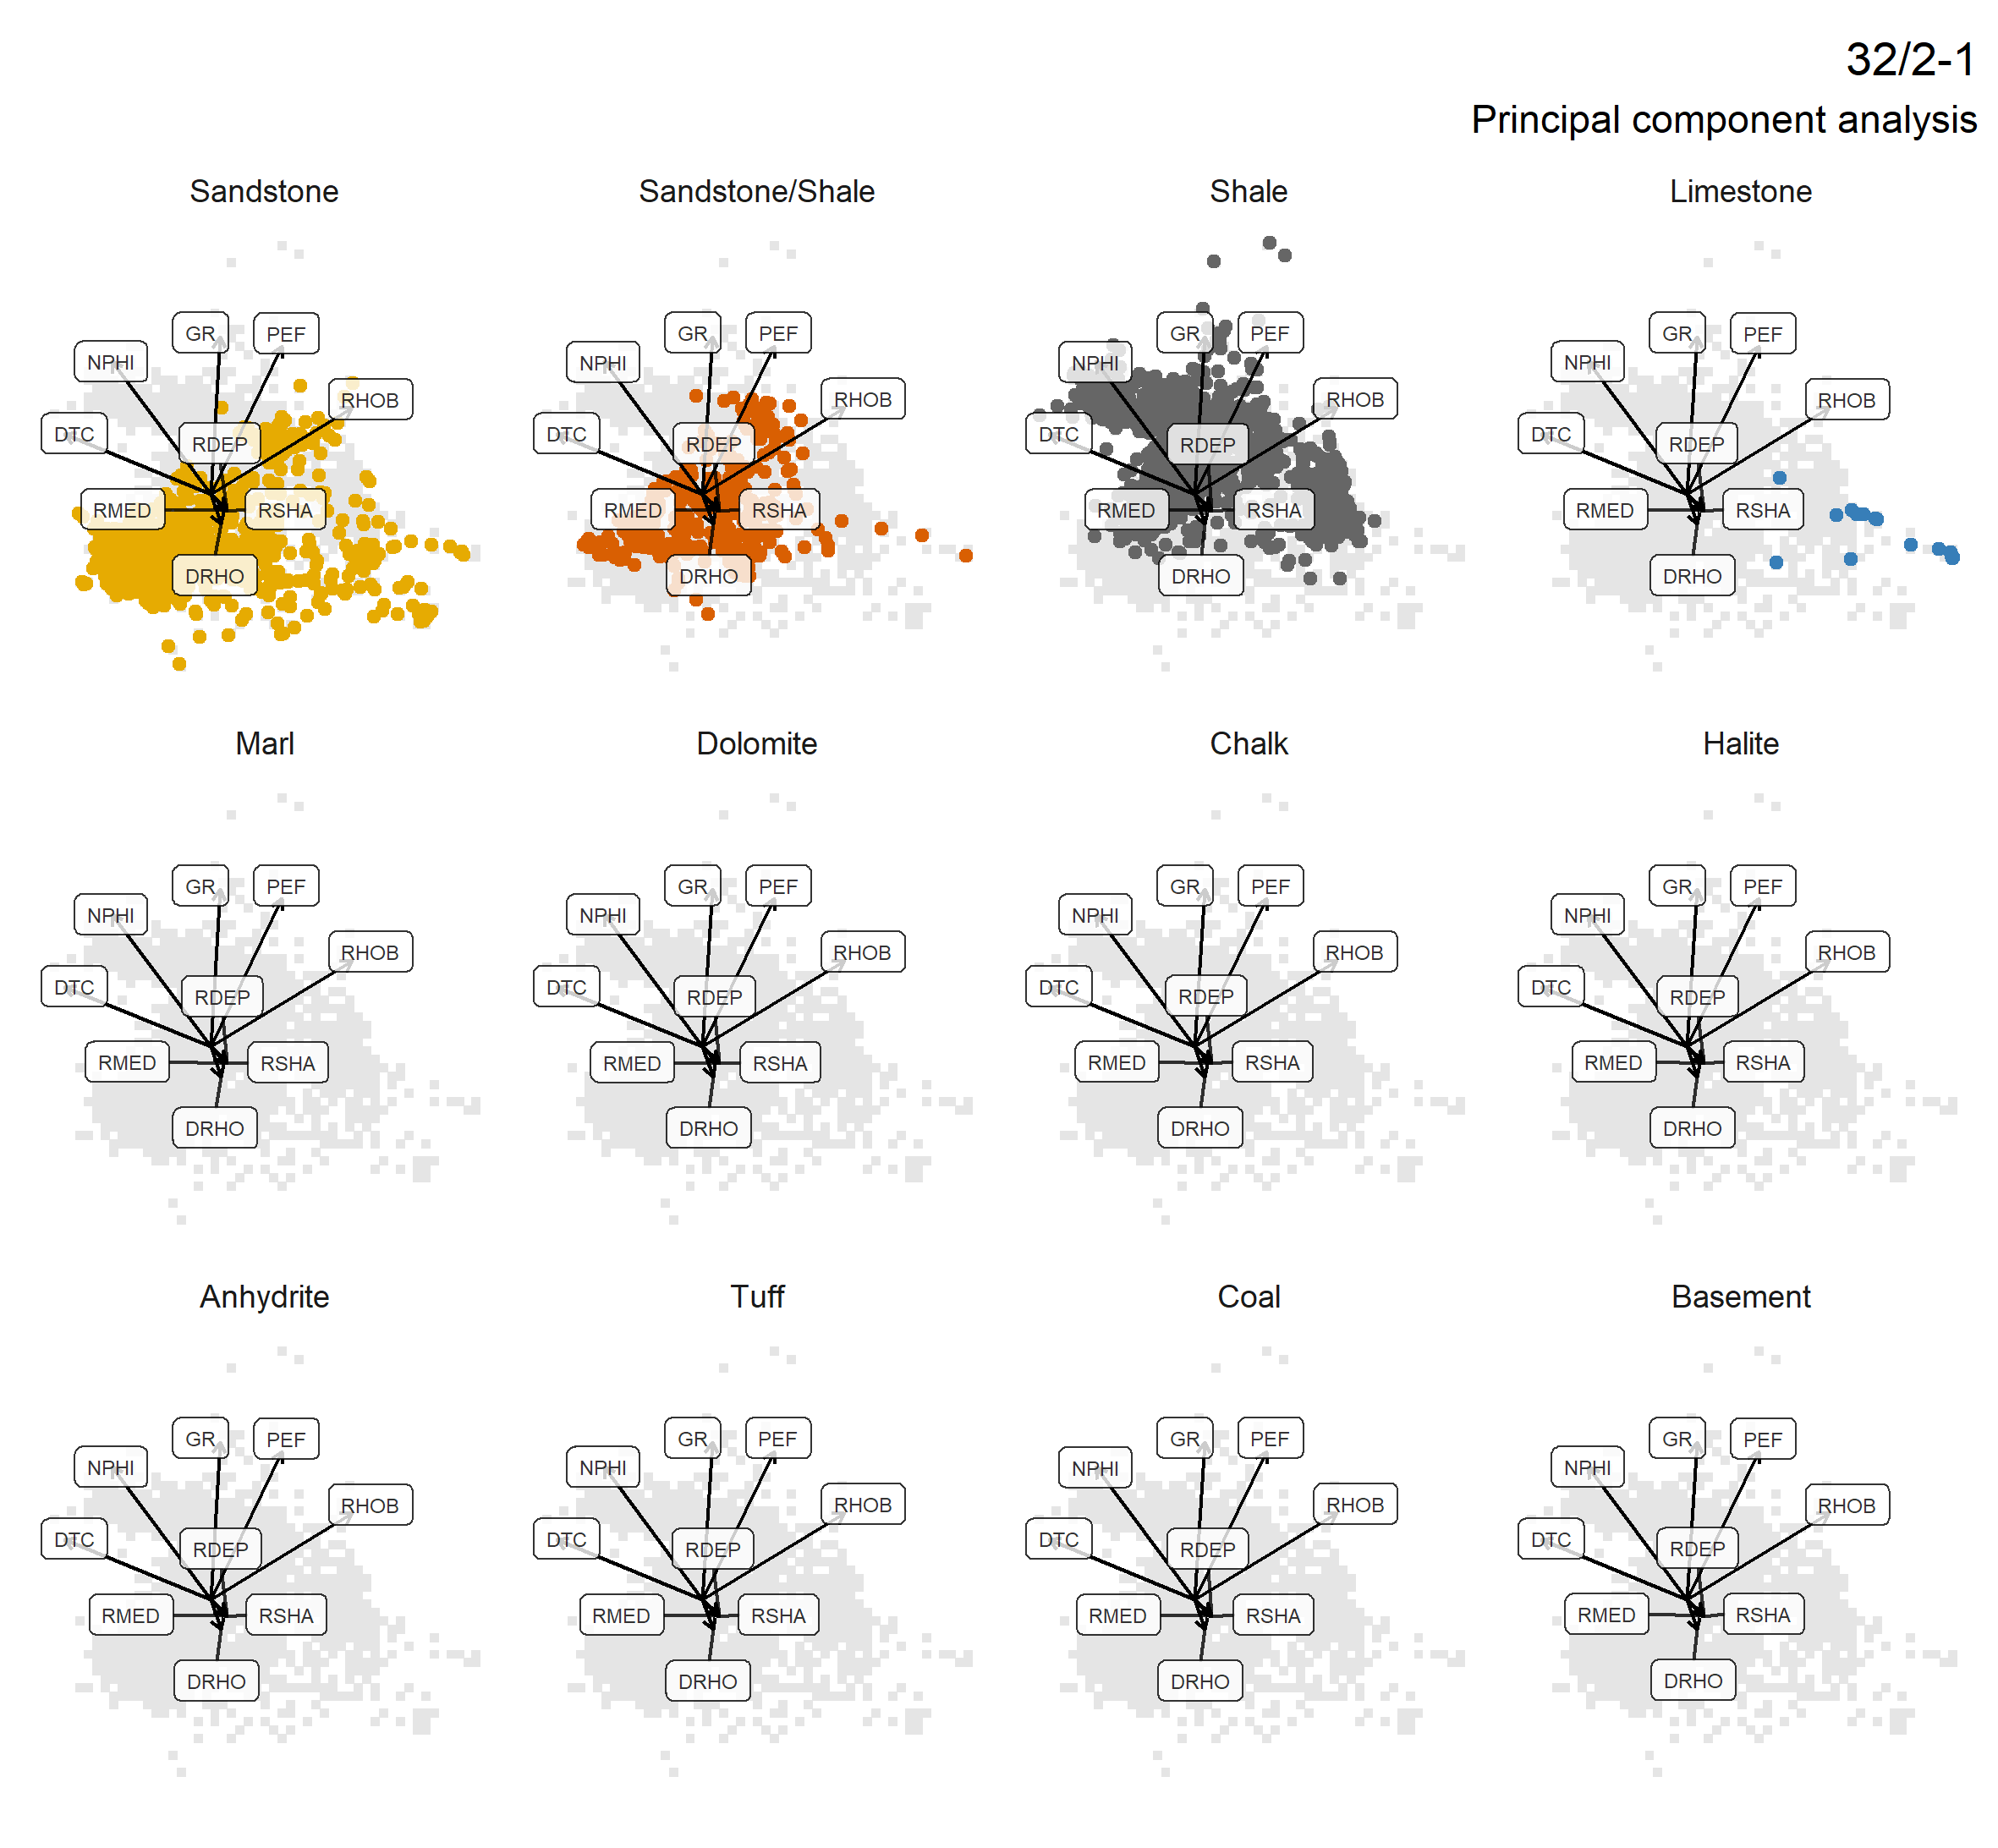 32/2-1
Principal component analysis
Sandstone
Sandstone/Shale
Shale
Limestone
GR
PEF
NPHI
RHOB
DTC
RDEP
RMED
RSHA
DRHO
GR
PEF
NPHI
RHOB
DTC
RDEP
RMED
RSHA
DRHO
GR
PEF
NPHI
RHOB
DTC
RDEP
RMED
RSHA
DRHO
GR
PEF
NPHI
RHOB
DTC
RDEP
RMED
RSHA
DRHO
Marl
Dolomite
Chalk
Halite
GR
PEF
NPHI
RHOB
DTC
RDEP
RMED
RSHA
DRHO
GR
PEF
NPHI
RHOB
DTC
RDEP
RMED
RSHA
DRHO
GR
PEF
NPHI
RHOB
DTC
RDEP
RMED
RSHA
DRHO
GR
PEF
NPHI
RHOB
DTC
RDEP
RMED
RSHA
DRHO
Anhydrite
Tuff
Coal
Basement
GR
PEF
NPHI
RHOB
DTC
RDEP
RMED
RSHA
DRHO
GR
PEF
NPHI
RHOB
DTC
RDEP
RMED
RSHA
DRHO
GR
PEF
NPHI
RHOB
DTC
RDEP
RMED
RSHA
DRHO
GR
PEF
NPHI
RHOB
DTC
RDEP
RMED
RSHA
DRHO